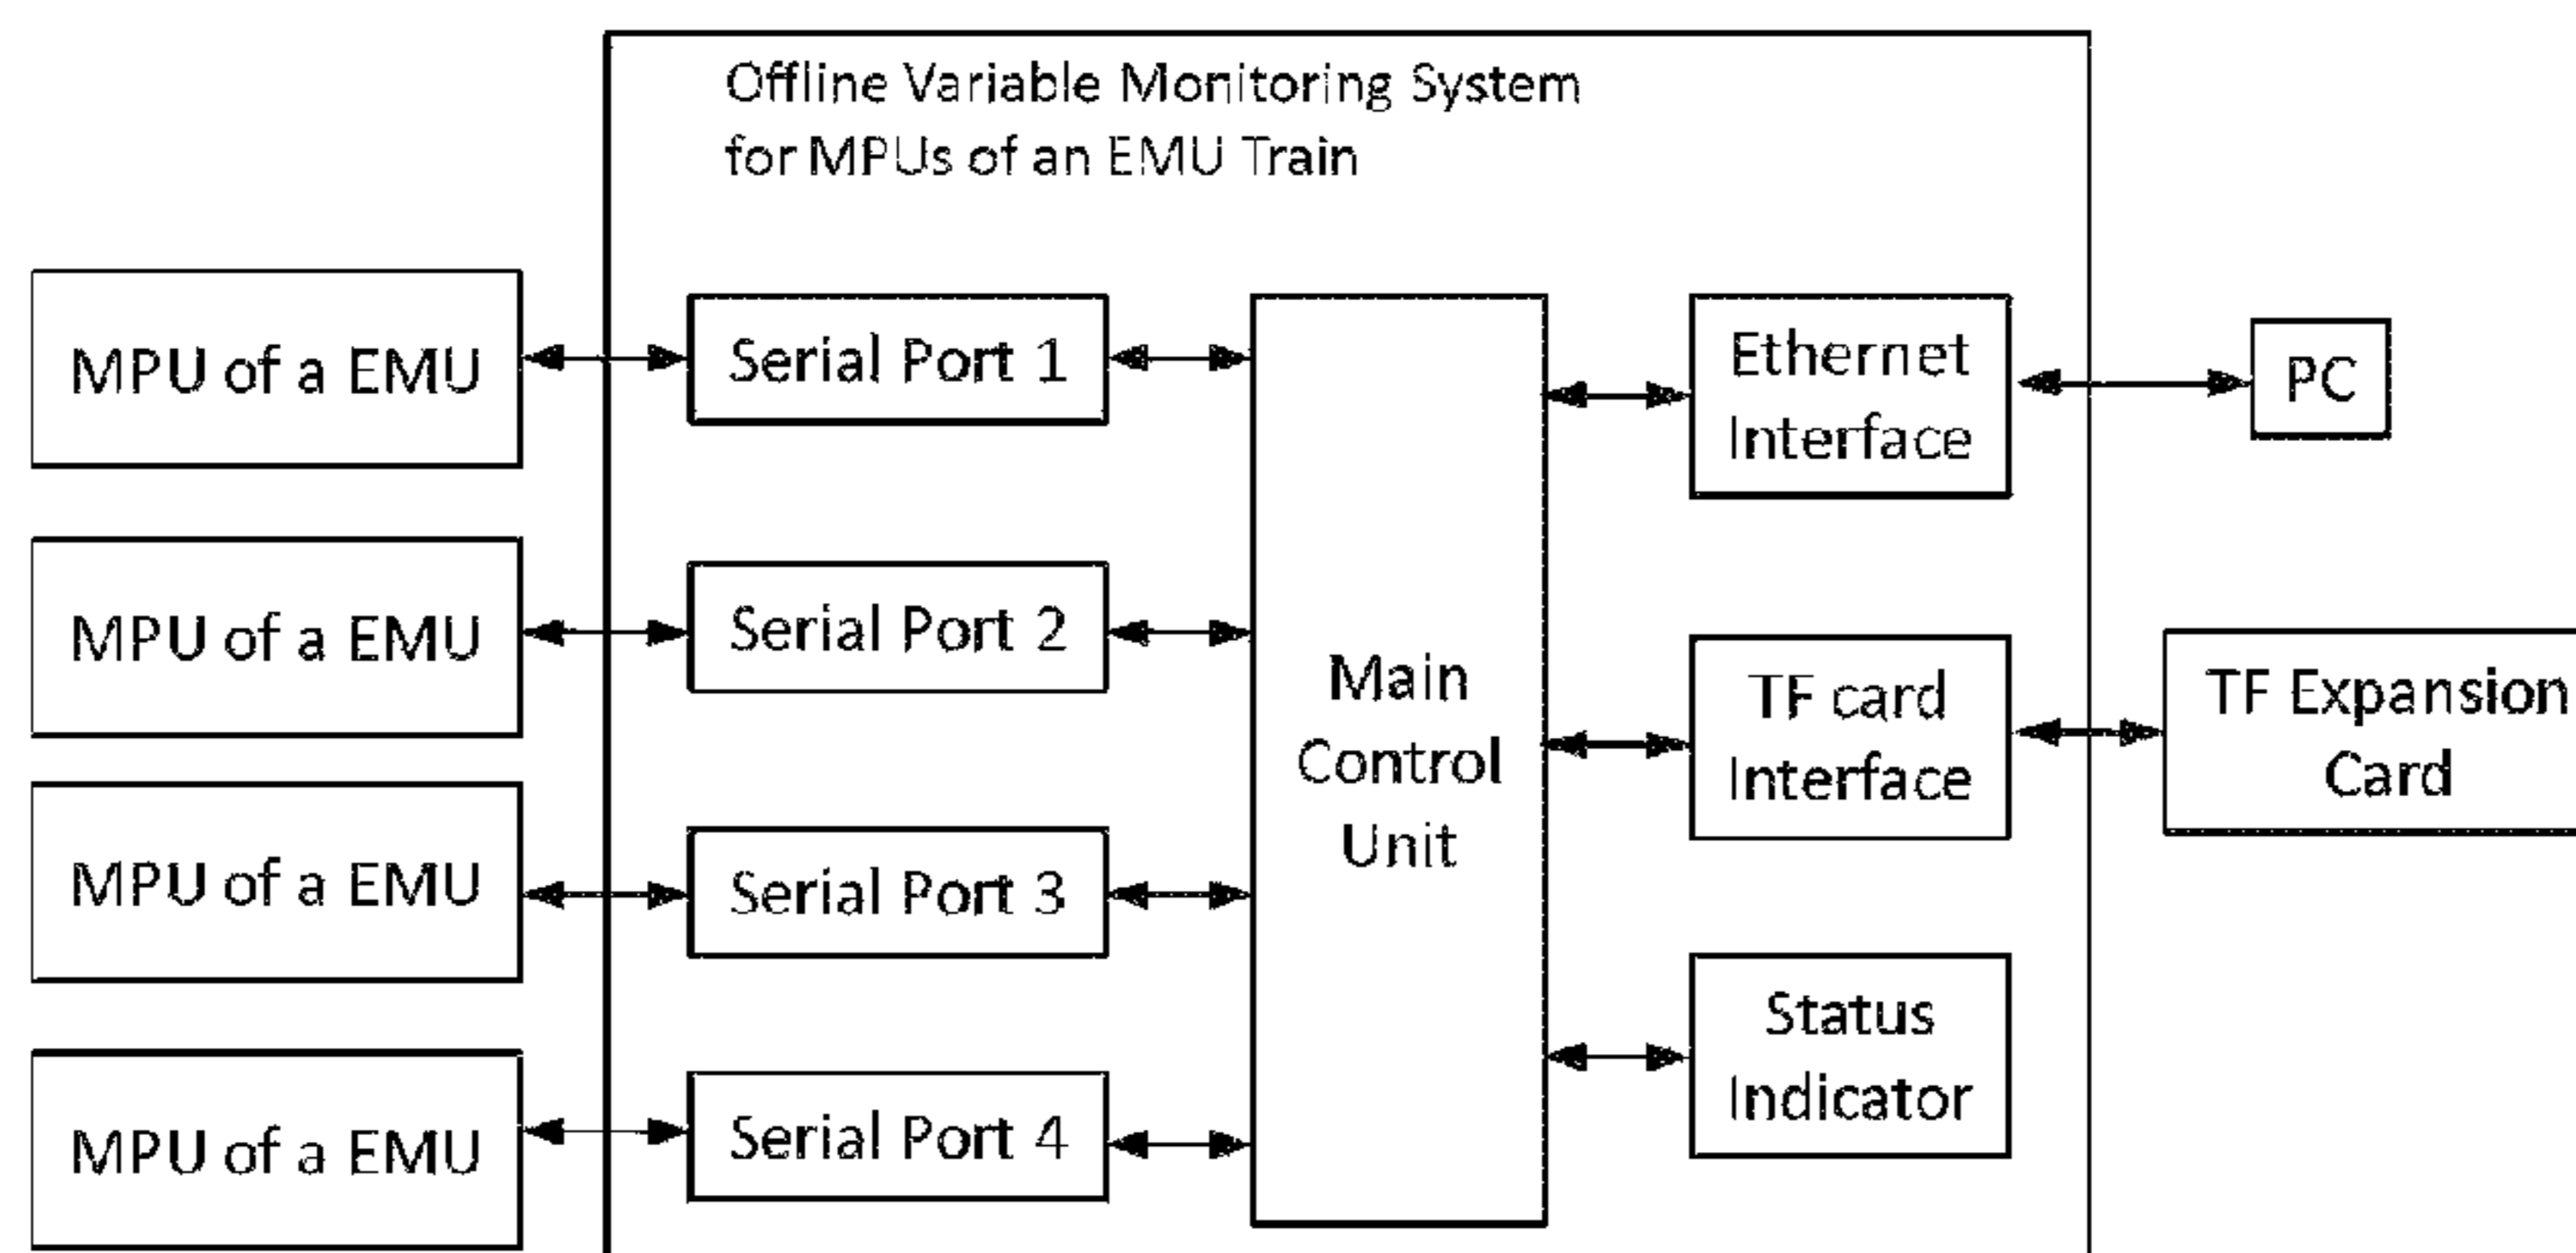 Offline Variable Monitoring System
for MPUs of an EMU Train
MPU of a EMU
Serial Port 1
Ethernet
Interface
PC
MPU of a EMU
Serial Port 2
Main
Control
Unit
TF card
Interface
TF Expansion
Card
MPU of a EMU
Serial Port 3
Status
Indicator
MPU of a EMU
Serial Port 4